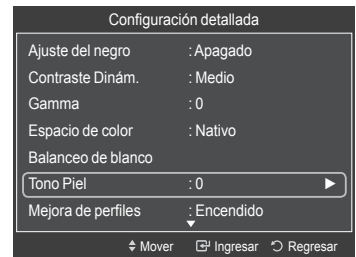 Configuración detallada
Ajuste del negro : Apagado
Contraste Dinám. : Medio
Gamma : 0
Espacio de color : Nativo
Balanceo de blanco
Tono Piel : 0 ►
Mejora de perfiles : Encendido
▼
Mover Ingresar Regresar